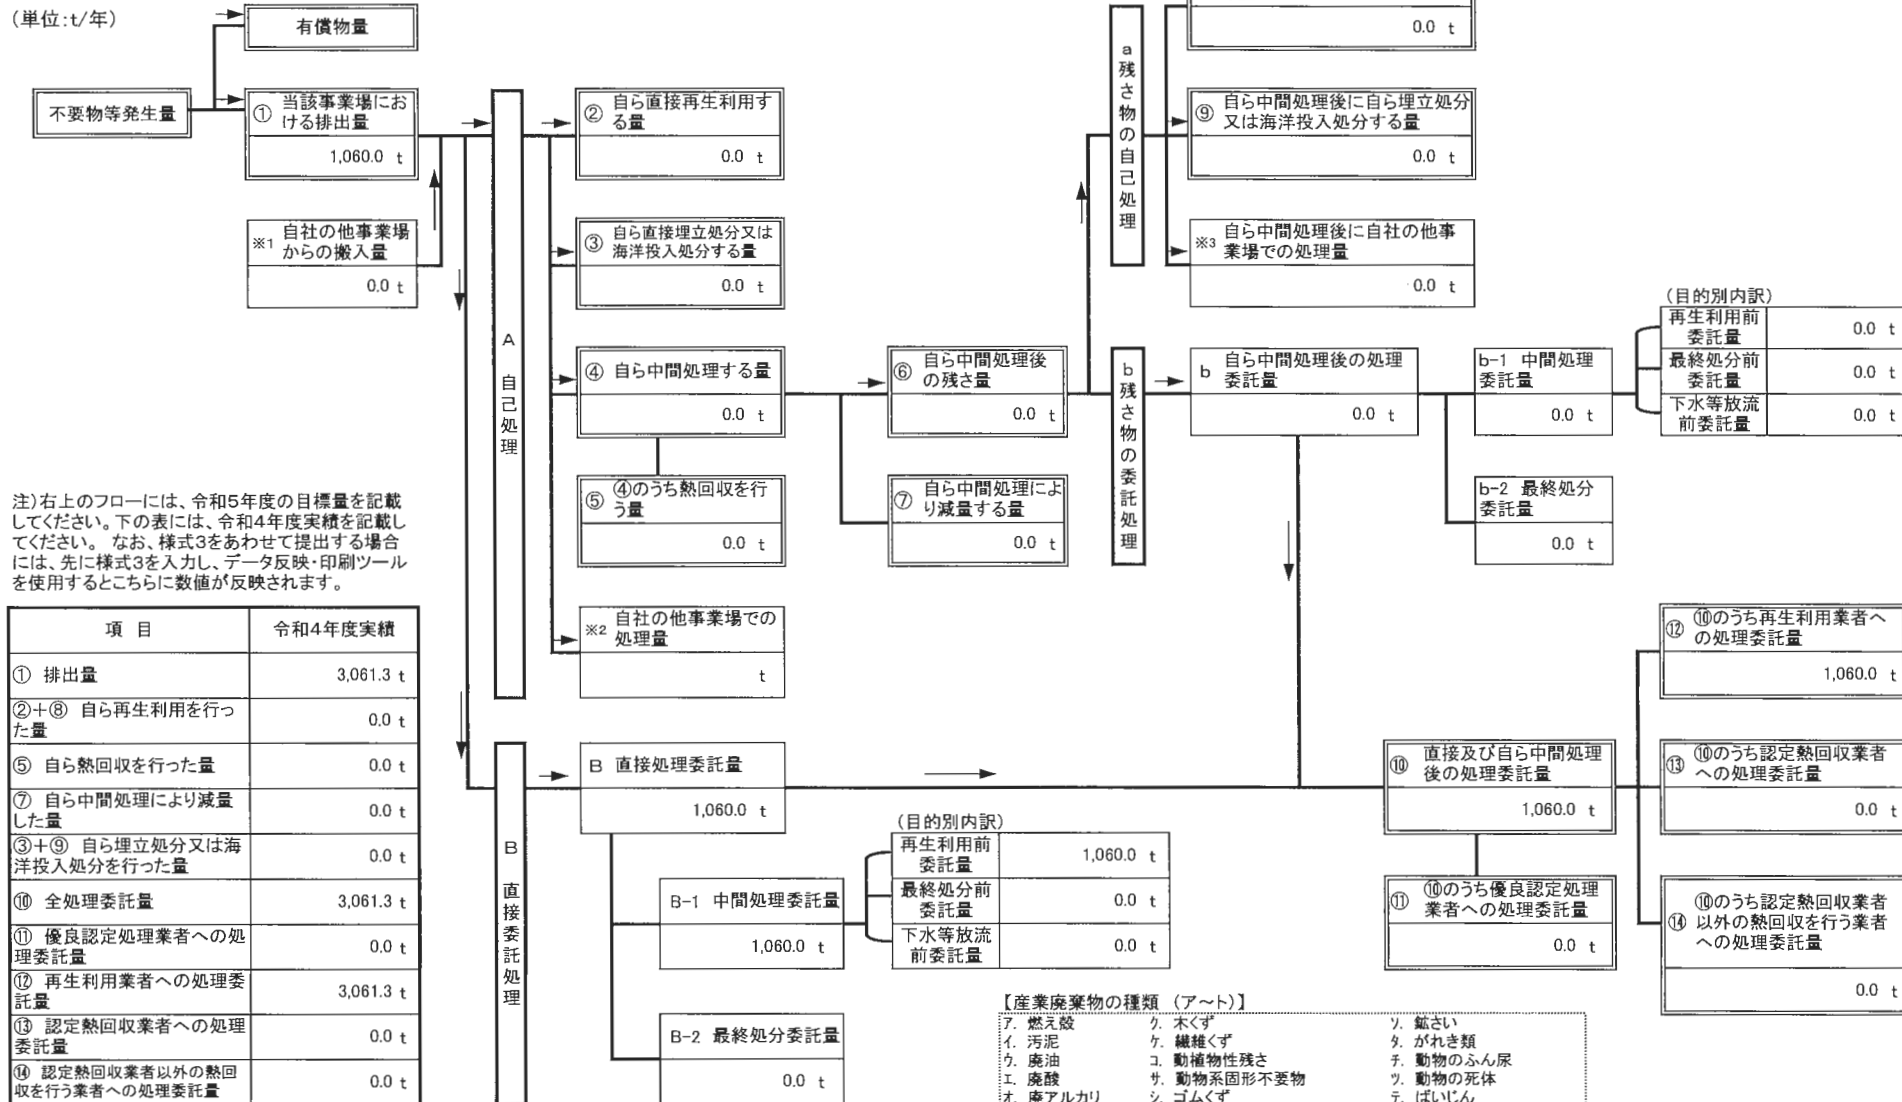 (単位:t/年)
有償物量
不要物等発生量
① 当該事業場にお
ける排出量
1,060.0 t
※1 自社の他事業場
からの搬入量
0.0 t
A 自己処理
② 自ら直接再生利用す
る量
0.0 t
③ 自ら直接埋立処分又は
海洋投入処分する量
0.0 t
④ 自ら中間処理する量
0.0 t
⑤ ④のうち熱回収を行
う量
0.0 t
※2 自社の他事業場での
処理量
t
⑥ 自ら中間処理後
の残さ量
0.0 t
⑦ 自ら中間処理によ
り減量する量
0.0 t
a 残さ物の自己処理
0.0 t
⑨ 自ら中間処理後に自ら埋立処分
又は海洋投入処分する量
0.0 t
※3 自ら中間処理後に自社の他事
業場での処理量
0.0 t
b 残さ物の委託処理
b 自ら中間処理後の処理
委託量
0.0 t
b-1 中間処理
委託量
0.0 t
b-2 最終処分
委託量
0.0 t
(目的別内訳)
再生利用前
委託量
0.0 t
最終処分前
委託量
0.0 t
下水等放流
前委託量
0.0 t
注)右上のフローには、令和5年度の目標量を記載
してください。下の表には、令和4年度実績を記載し
てください。 なお、様式3をあわせて提出する場合
には、先に様式3を入力し、データ反映・印刷ツール
を使用するとこちらに数値が反映されます。
項 目 令和4年度実績
① 排出量 3,061.3 t
②+⑧ 自ら再生利用を行っ
た量 0.0 t
⑤ 自ら熱回収を行った量 0.0 t
⑦ 自ら中間処理により減量
した量 0.0 t
③+⑨ 自ら埋立処分又は海
洋投入処分を行った量 0.0 t
⑩ 全処理委託量 3,061.3 t
⑪ 優良認定処理業者への処
理委託量 0.0 t
⑫ 再生利用業者への処理委
託量 3,061.3 t
⑬ 認定熱回収業者への処理
委託量 0.0 t
⑭ 認定熱回収業者以外の熱回
収を行う業者への処理委託量 0.0 t
B 直接委託処理
B 直接処理委託量
1,060.0 t
B-1 中間処理委託量
1,060.0 t
B-2 最終処分委託量
0.0 t
(目的別内訳)
再生利用前
委託量
1,060.0 t
最終処分前
委託量
0.0 t
下水等放流
前委託量
0.0 t
⑩ 直接及び自ら中間処理
後の処理委託量
1,060.0 t
⑪ ⑩のうち優良認定処理
業者への処理委託量
0.0 t
⑫ ⑩のうち再生利用業者へ
の処理委託量
1,060.0 t
⑬ ⑩のうち認定熱回収業者
への処理委託量
0.0 t
⑭ ⑩のうち認定熱回収業者
以外の熱回収を行う業者
への処理委託量
0.0 t
【産業廃棄物の種類 (ア~ト)】
ア. 燃え殻 ク. 木くず ソ. 鉱さい
イ. 汚泥 ケ. 繊維くず タ. がれき類
ウ. 廃油 コ. 動植物性残さ チ. 動物のふん尿
エ. 廃酸 サ. 動物系固形不要物 ツ. 動物の死体
オ. 廃アルカリ シ. ゴムくず テ. ばいじん